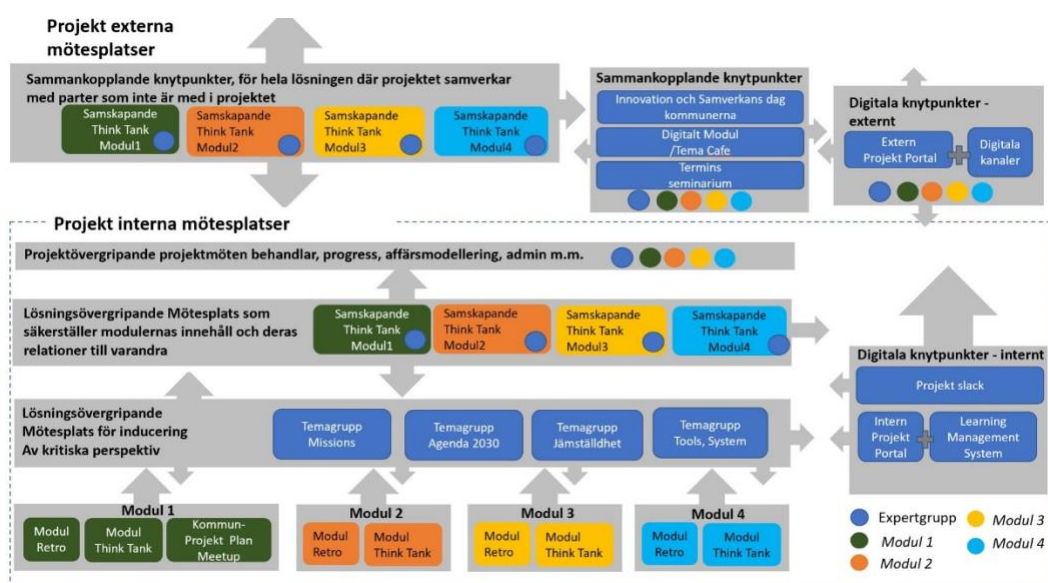 Projekt externa
mötesplatser
Sammankopplande knytpunkter, för hela lösningen där projektet samverkar
med parter som inte är med i projektet
Samskapande
Think Tank
Modul1
Samskapande
Think Tank
Modul2
Samskapande
Think Tank
Modul3
Samskapande
Think Tank
Modul4
Sammankopplande knytpunkter
Innovation och Samverkans dag
kommunerna
Digitalt Modul
/Tema Cafe
Termins
seminarium
Digitala knytpunkter -
externt
Extern
Projekt Portal
Digitala
kanaler
Projekt interna mötesplatser
Projektövergripande projektmöten behandlar, progress, affärsmodellering, admin m.m.
Lösningsövergripande Mötesplats som
säkerställer modulernas innehåll och deras
relationer till varandra
Samskapande
Think Tank
Modul1
Samskapande
Think Tank
Modul2
Samskapande
Think Tank
Modul3
Samskapande
Think Tank
Modul4
Lösningsövergripande
Mötesplats för inducering
Av kritiska perspektiv
Temagrupp
Missions
Temagrupp
Agenda 2030
Temagrupp
Jämställdhet
Temagrupp
Tools, System
Digitala knytpunkter - internt
Projekt slack
Intern
Projekt
Portal
Learning
Management
System
Modul 1
Modul
Retro
Modul
Think Tank
Kommun-
Projekt Plan
Meetup
Modul 2
Modul
Retro
Modul
Think Tank
Modul 3
Modul
Retro
Modul
Think Tank
Modul 4
Modul
Retro
Modul
Think Tank
Expertgrupp
Modul 1
Modul 2
Modul 3
Modul 4